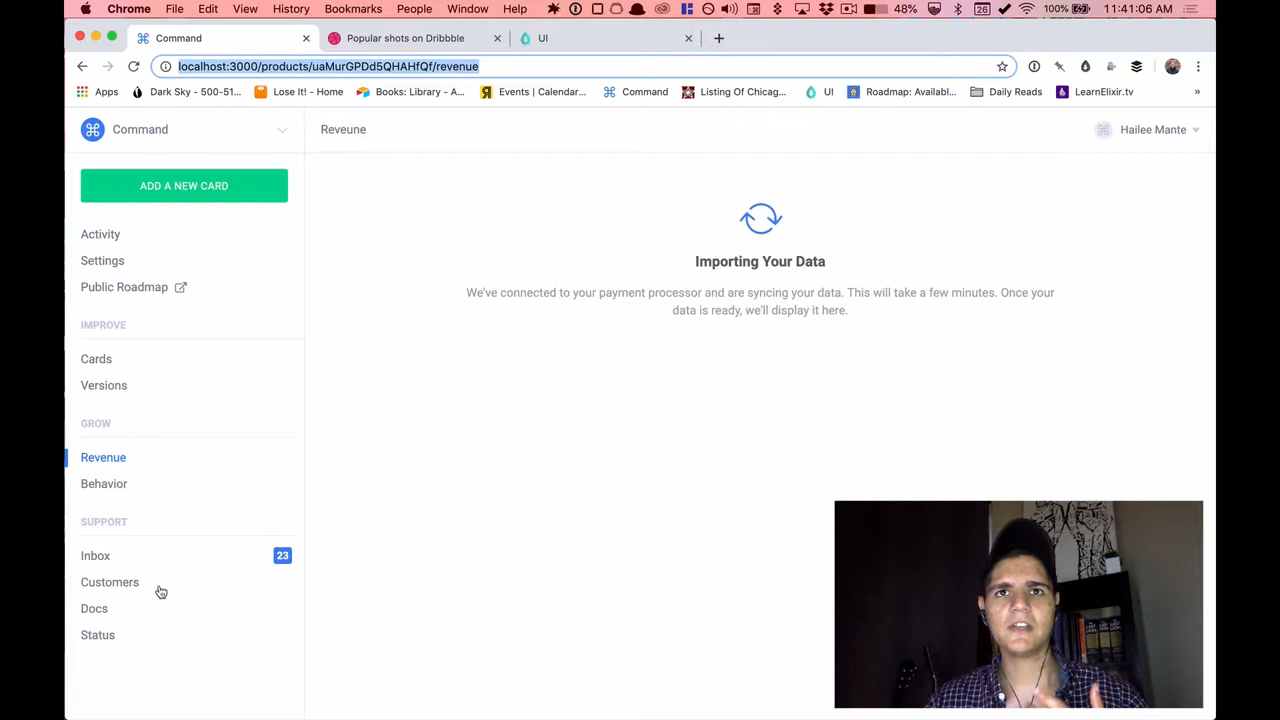 Chrome File Edit View History Bookmarks People Window Help 26 48% 100% 11:41:06 AM
Command Popular shots on Dribbble UI
localhost:3000/products/uaMurGPDd5QHAHfQf/revenue
Apps Dark Sky - 500-51... Lose It! - Home Books: Library - A... Events | Calendar... Command Listing Of Chicag... UI Roadmap: Availabl... Daily Reads LearnElixir.tv »
Command Reveune Hailee Mante
ADD A NEW CARD
Activity
Settings
Public Roadmap
IMPROVE
Cards
Versions
GROW
Revenue
Behavior
SUPPORT
Inbox 23
Customers
Docs
Status
Importing Your Data
We've connected to your payment processor and are syncing your data. This will take a few minutes. Once your
data is ready, we'll display it here.